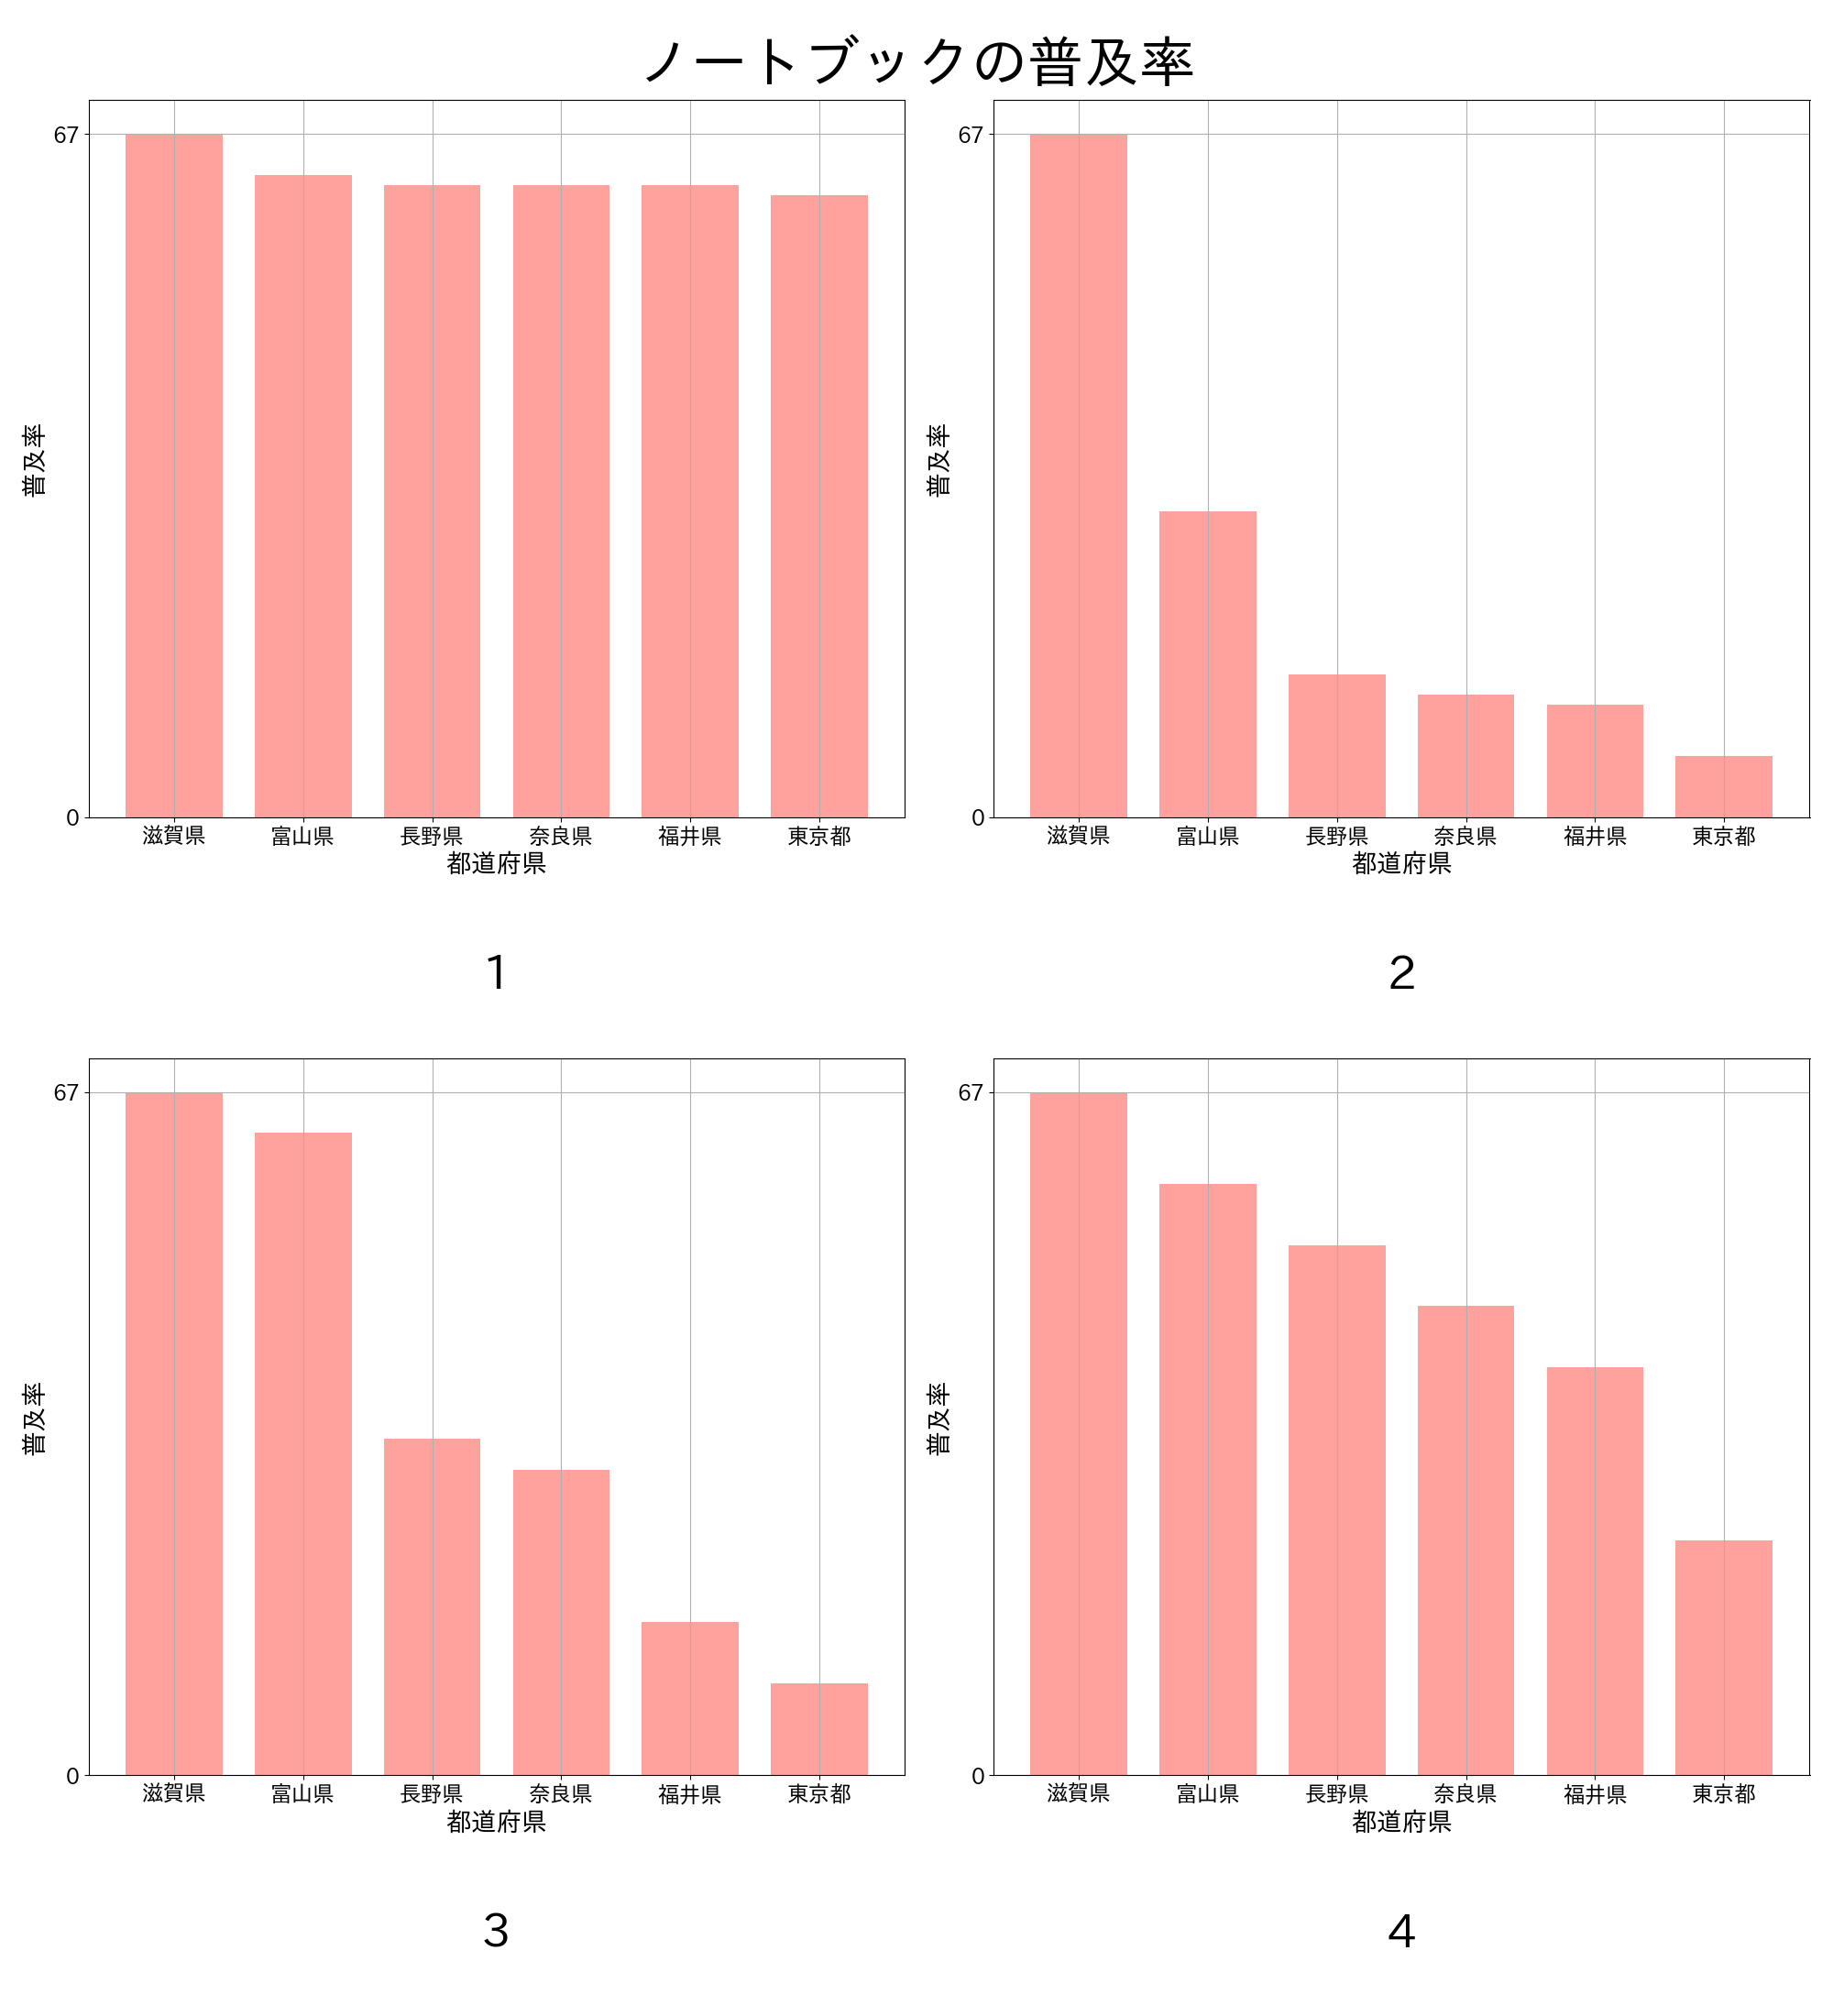 ノートブックの普及率
67
普及率
0
滋賀県 富山県 長野県 奈良県 福井県 東京都
都道府県
1
67
普及率
0
滋賀県 富山県 長野県 奈良県 福井県 東京都
都道府県
2
67
普及率
0
滋賀県 富山県 長野県 奈良県 福井県 東京都
都道府県
3
67
普及率
0
滋賀県 富山県 長野県 奈良県 福井県 東京都
都道府県
4